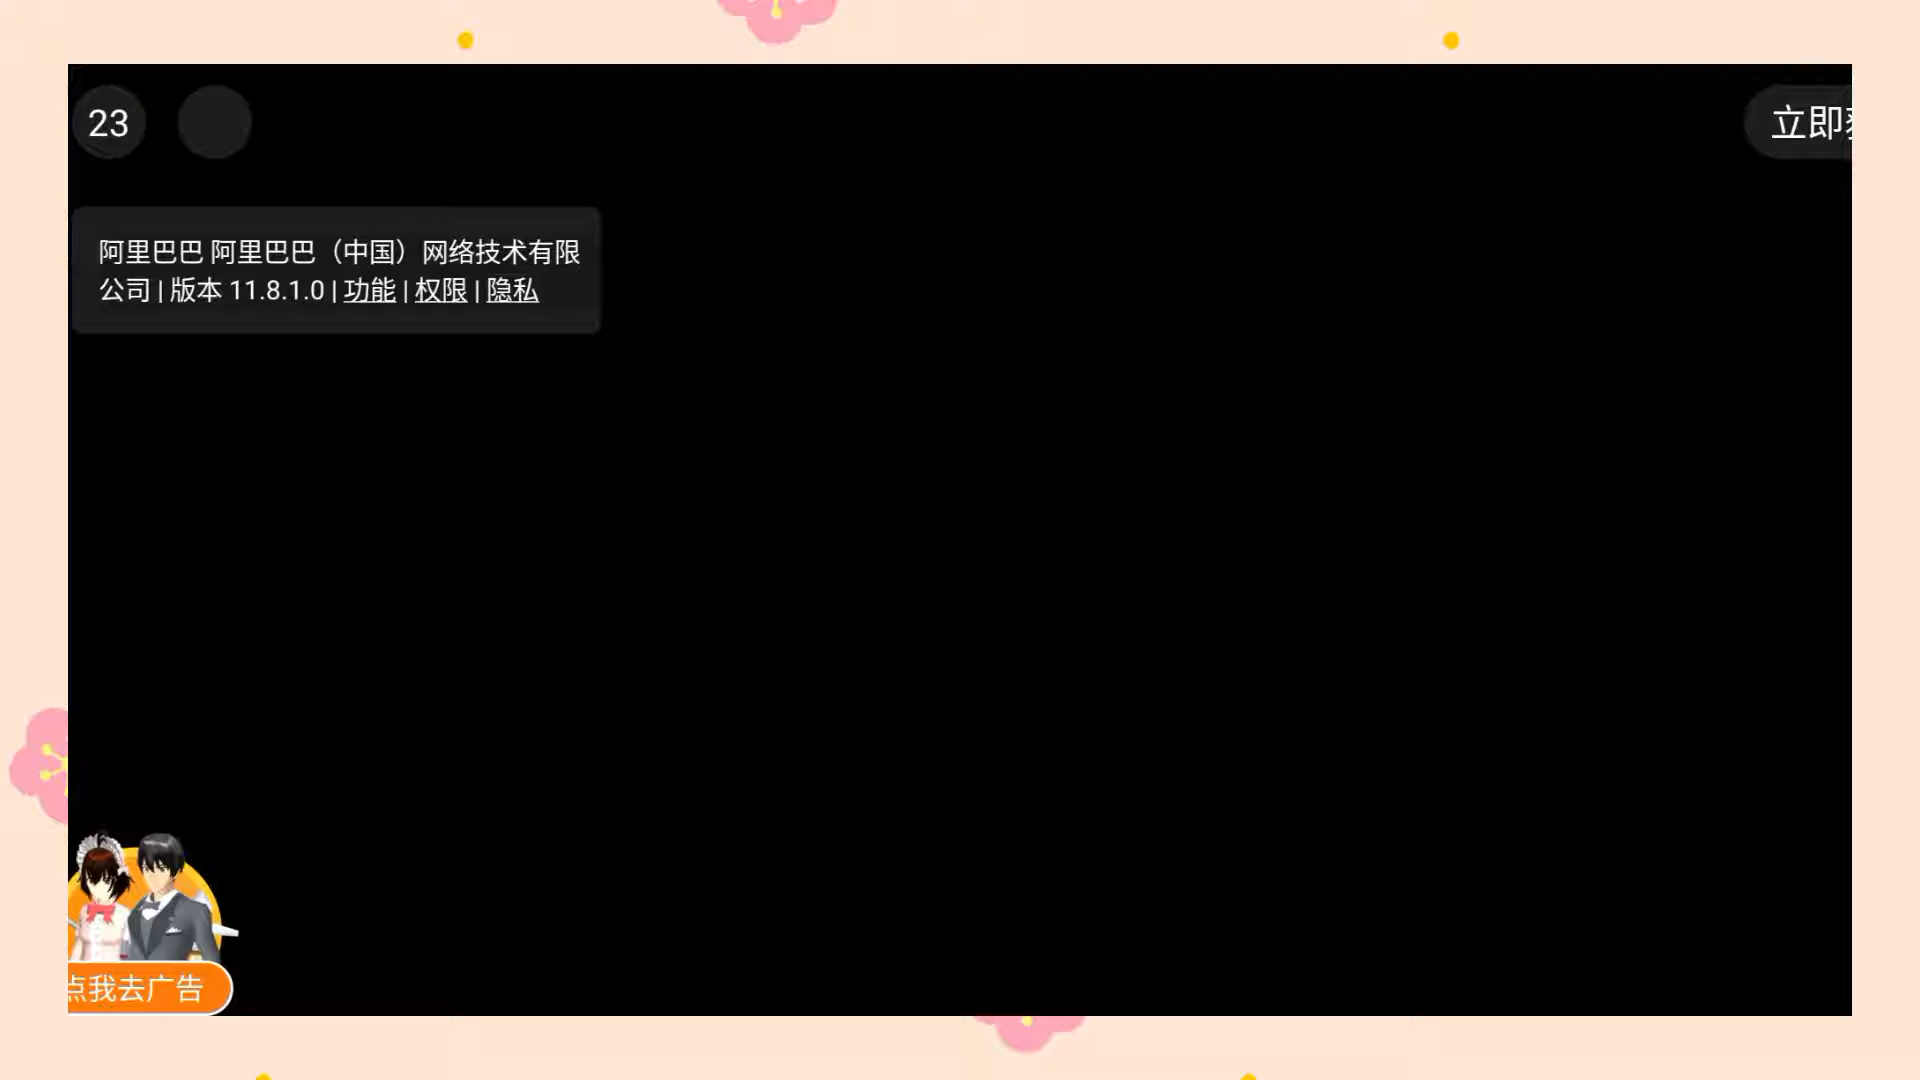 23
立即
阿里巴巴 阿里巴巴（中国）网络技术有限
公司 | 版本 11.8.1.0 | 功能 | 权限 | 隐私
点我去广告